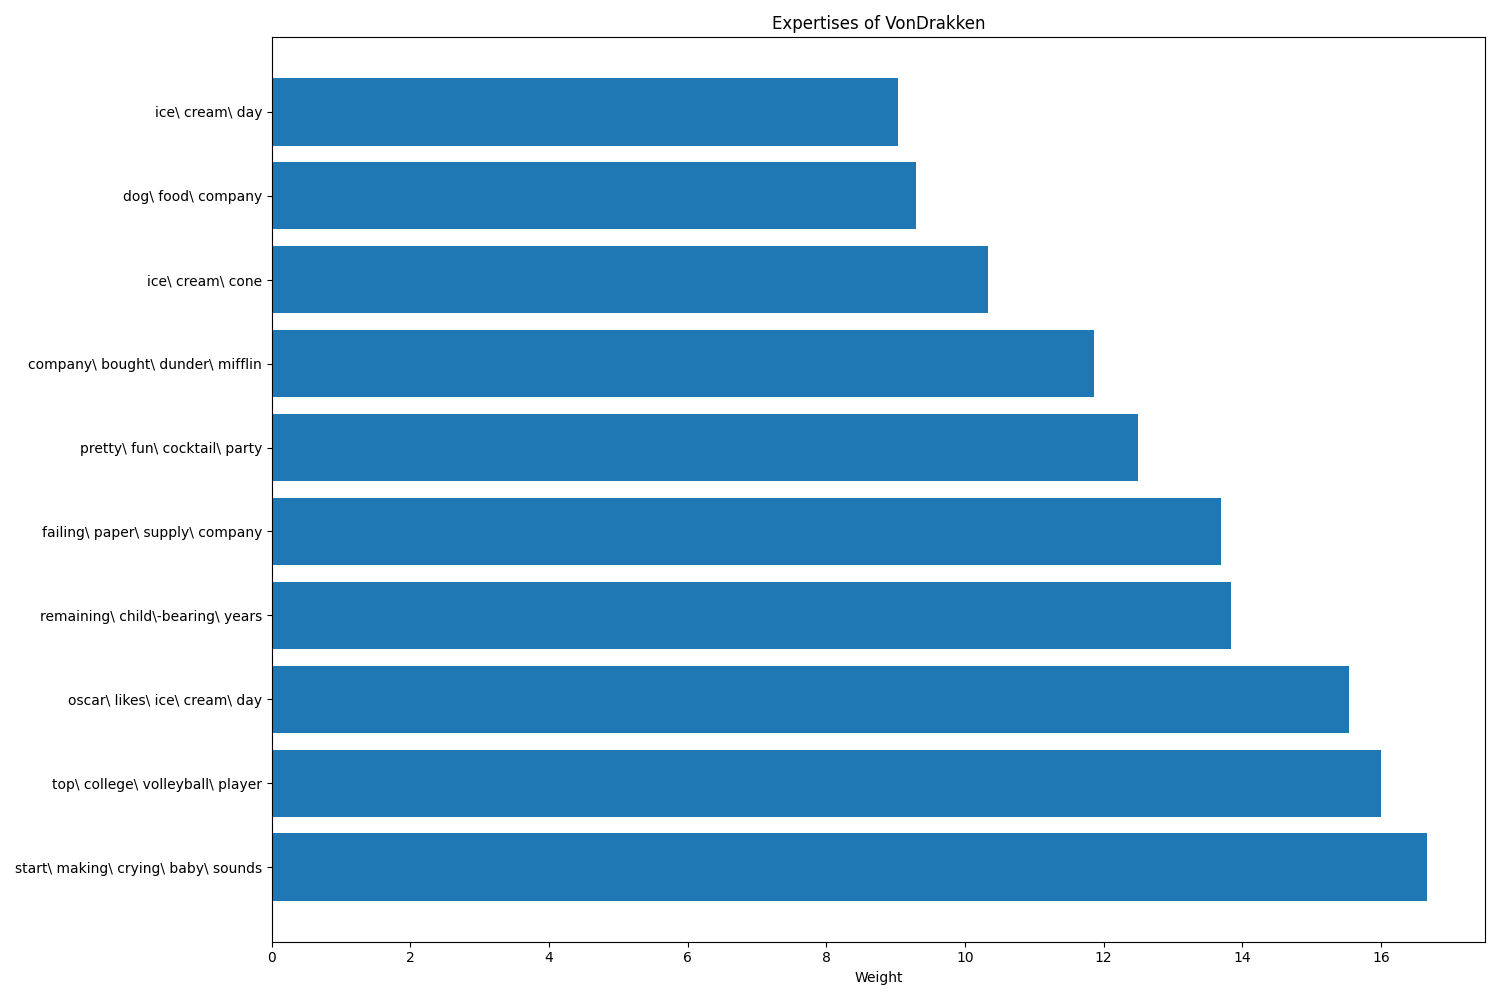 Expertises of VonDrakken
ice\ cream\ day
dog\ food\ company
ice\ cream\ cone
company\ bought\ dunder\ mifflin
pretty\ fun\ cocktail\ party
failing\ paper\ supply\ company
remaining\ child\-bearing\ years
oscar\ likes\ ice\ cream\ day
top\ college\ volleyball\ player
start\ making\ crying\ baby\ sounds
0 2 4 6 8 10 12 14 16
Weight